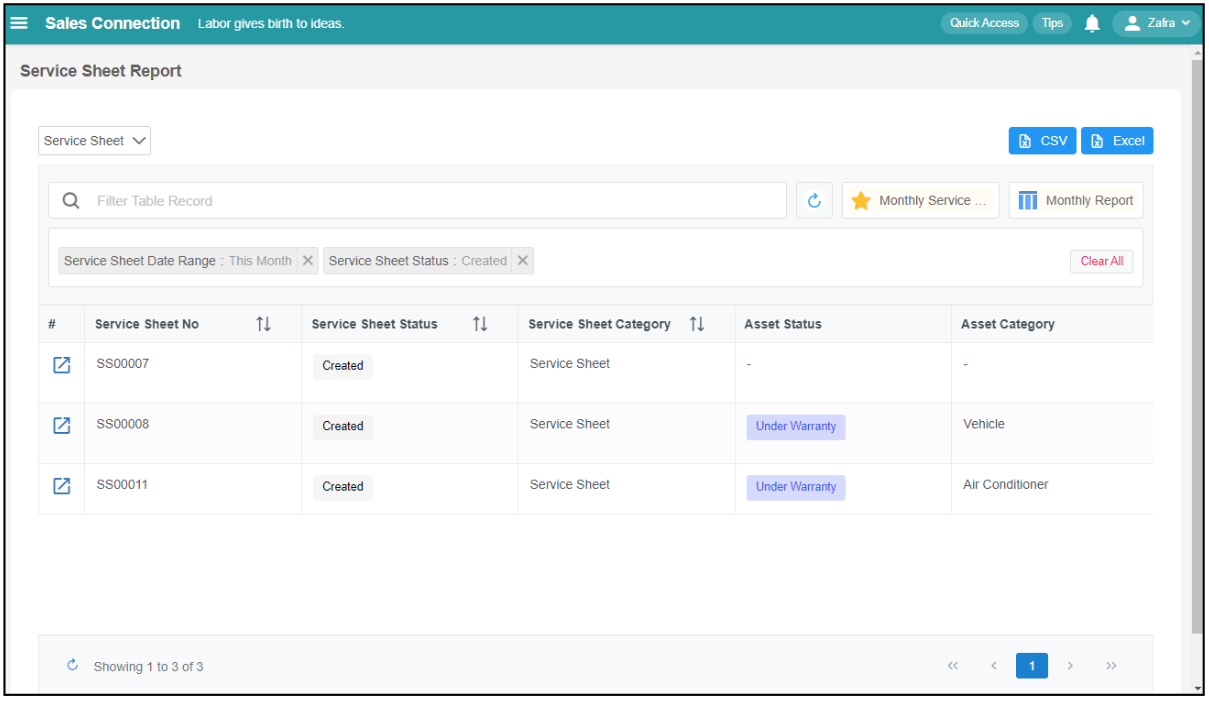 Sales Connection Labor gives birth to ideas. Quick Access Tips Zafra
Service Sheet Report
Service Sheet CSV Excel
Filter Table Record Monthly Service ... Monthly Report
Service Sheet Date Range : This Month Service Sheet Status : Created Clear All
# Service Sheet No Service Sheet Status Service Sheet Category Asset Status Asset Category
SS00007 Created Service Sheet - -
SS00008 Created Service Sheet Under Warranty Vehicle
SS00011 Created Service Sheet Under Warranty Air Conditioner
Showing 1 to 3 of 3 << < 1 > >>